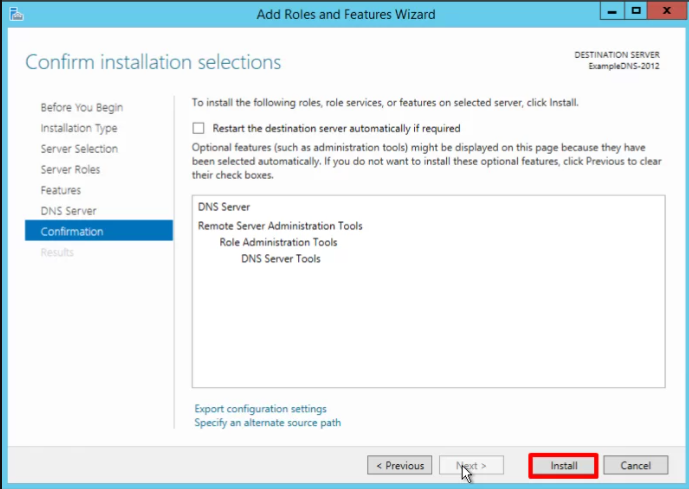 Add Roles and Features Wizard
Confirm installation selections
DESTINATION SERVER
ExampleDNS-2012
Before You Begin
Installation Type
Server Selection
Server Roles
Features
DNS Server
Confirmation
Results
To install the following roles, role services, or features on selected server, click Install.
Restart the destination server automatically if required
Optional features (such as administration tools) might be displayed on this page because they have
been selected automatically. If you do not want to install these optional features, click Previous to clear
their check boxes.
DNS Server
Remote Server Administration Tools
Role Administration Tools
DNS Server Tools
Export configuration settings
Specify an alternate source path
< Previous
Next >
Install
Cancel